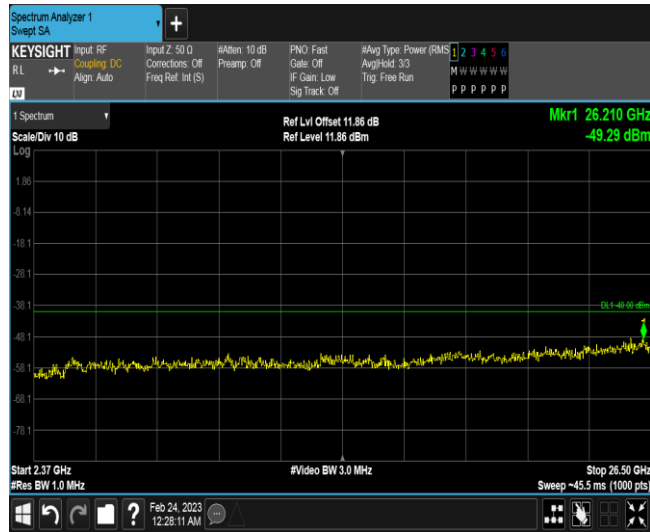 Spectrum Analyzer 1
Swept SA
+
KEYSIGHT
RL
LXI
Input: RF
Coupling: DC
Align: Auto
Input Z: 50 Ω
Corrections: Off
Freq Ref: Int (S)
#Atten: 10 dB
Preamp: Off
PNO: Fast
Gate: Off
IF Gain: Low
Sig Track: Off
#Avg Type: Power (RMS
Avg|Hold: 3/3
Trig: Free Run
1 2 3 4 5 6
M W W W W W
P P P P P P
1 Spectrum
Scale/Div 10 dB
Log
Ref Lvl Offset 11.86 dB
Ref Level 11.86 dBm
Mkr1 26.210 GHz
-49.29 dBm
1.86
-8.14
-18.1
-28.1
-38.1
DL1 -40.00 dBm
1
-48.1
-58.1
-68.1
-78.1
Start 2.37 GHz
#Video BW 3.0 MHz
Stop 26.50 GHz
#Res BW 1.0 MHz
Sweep ~45.5 ms (1000 pts)
?
Feb 24, 2023
12:28:11 AM